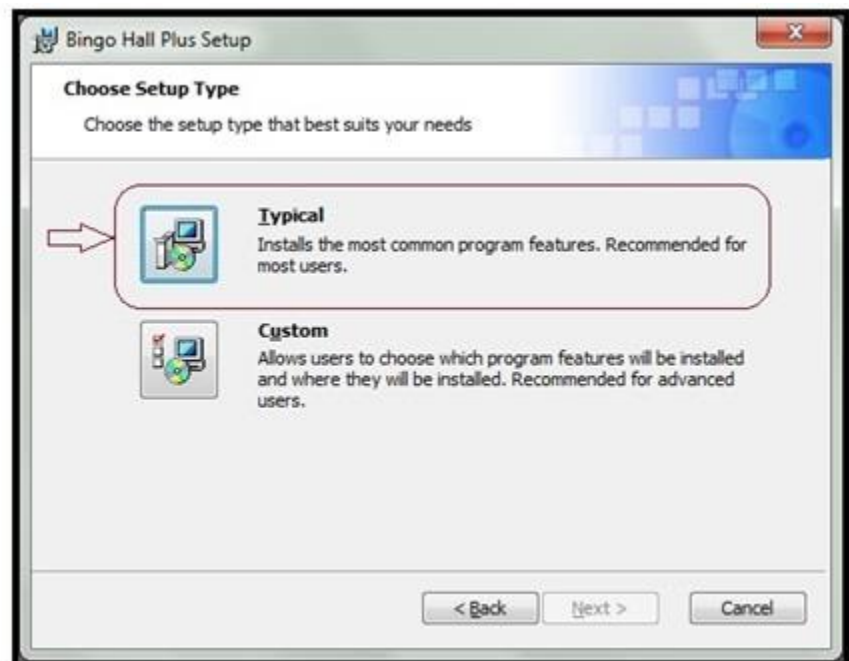 Bingo Hall Plus Setup
Choose Setup Type
Choose the setup type that best suits your needs
Typical
Installs the most common program features. Recommended for
most users.
Custom
Allows users to choose which program features will be installed
and where they will be installed. Recommended for advanced
users.
< Back
Next >
Cancel